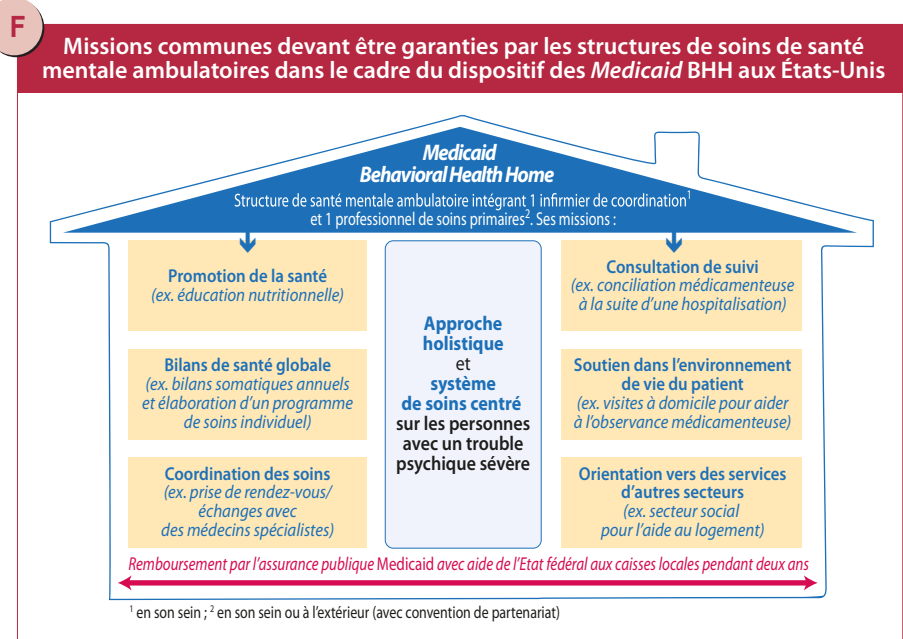 F
Missions communes devant être garanties par les structures de soins de santé
mentale ambulatoires dans le cadre du dispositif des Medicaid BHH aux États-Unis
Medicaid
Behavioral Health Home
Structure de santé mentale ambulatoire intégrant 1 infirmier de coordination¹
et 1 professionnel de soins primaires². Ses missions :
Promotion de la santé
(ex. éducation nutritionnelle)
Bilans de santé globale
(ex. bilans somatiques annuels
et élaboration d'un programme
de soins individuel)
Coordination des soins
(ex. prise de rendez-vous/
échanges avec
des médecins spécialistes)
Approche
holistique
et
système
de soins centré
sur les personnes
avec un trouble
psychique sévère
Consultation de suivi
(ex. conciliation médicamenteuse
à la suite d'une hospitalisation)
Soutien dans l'environnement
de vie du patient
(ex. visites à domicile pour aider
à l'observance médicamenteuse)
Orientation vers des services
d'autres secteurs
(ex. secteur social
pour l'aide au logement)
Remboursement par l'assurance publique Medicaid avec aide de l'Etat fédéral aux caisses locales pendant deux ans
¹ en son sein ; ² en son sein ou à l'extérieur (avec convention de partenariat)